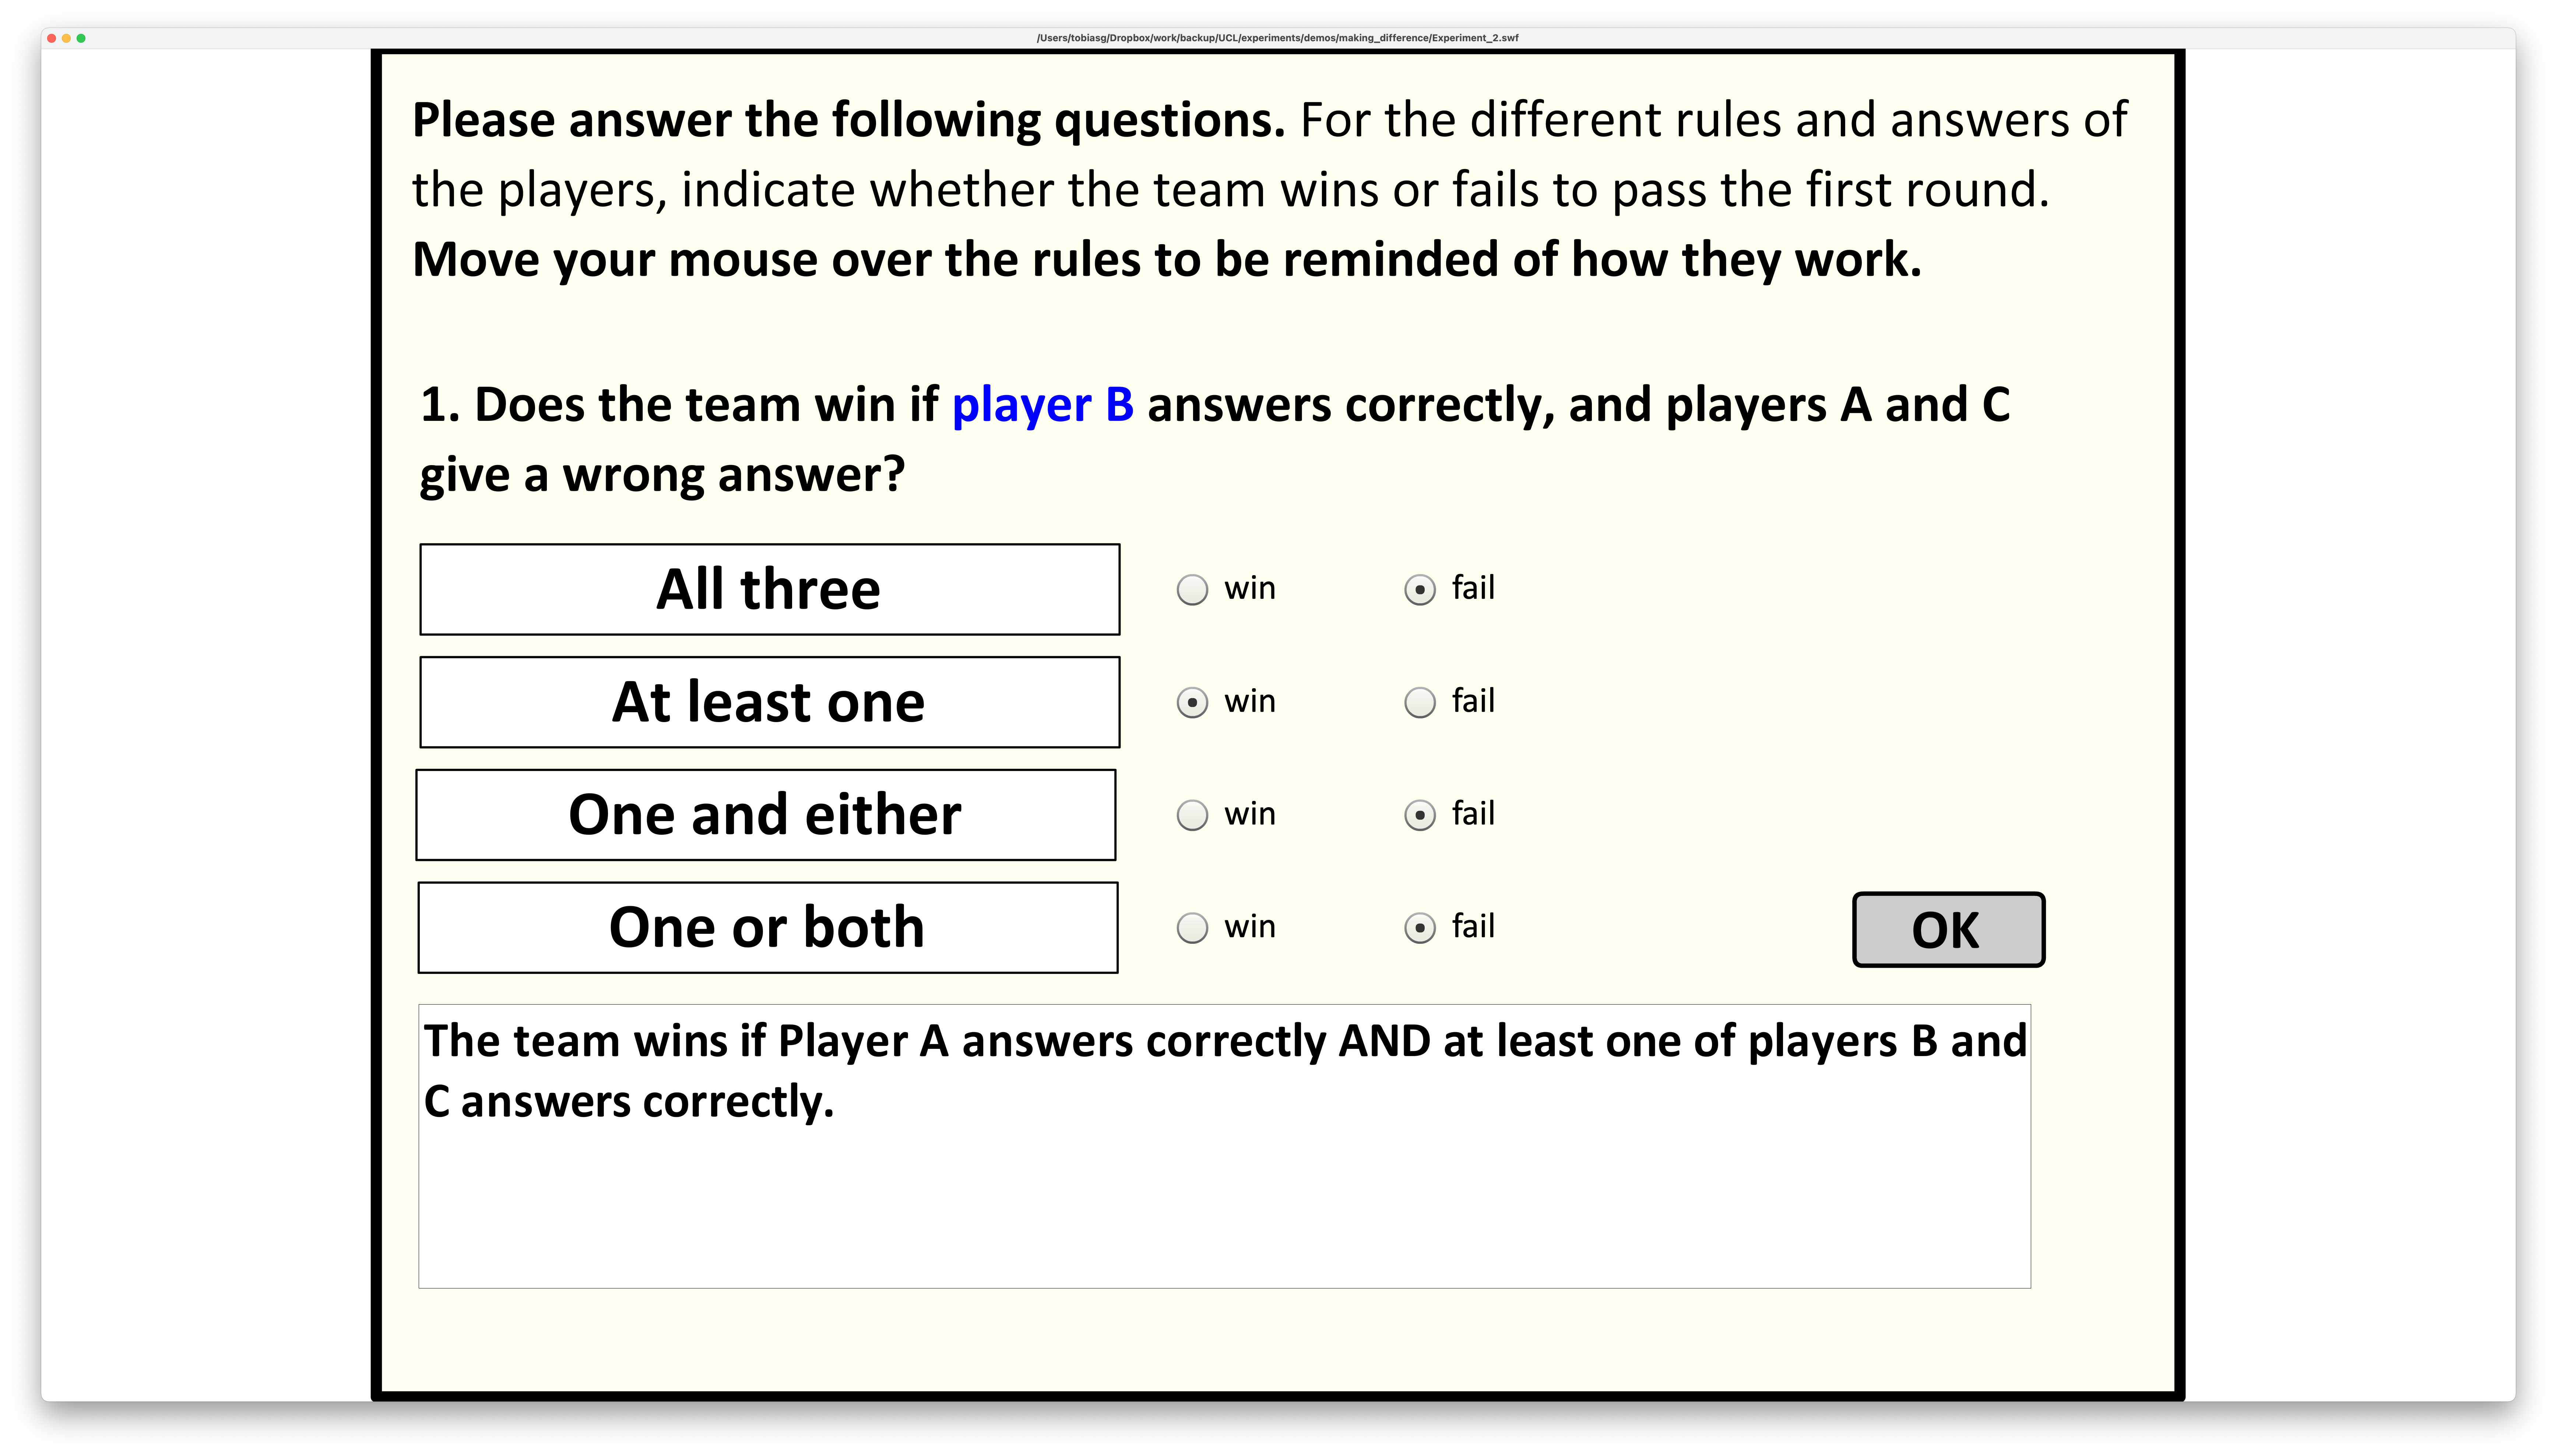 /Users/tobiasg/Dropbox/work/backup/UCL/experiments/demos/making_difference/Experiment_2.swf
Please answer the following questions. For the different rules and answers of
the players, indicate whether the team wins or fails to pass the first round.
Move your mouse over the rules to be reminded of how they work.
1. Does the team win if player B answers correctly, and players A and C
give a wrong answer?
All three win fail
At least one win fail
One and either win fail
One or both win fail
OK
The team wins if Player A answers correctly AND at least one of players B and
C answers correctly.